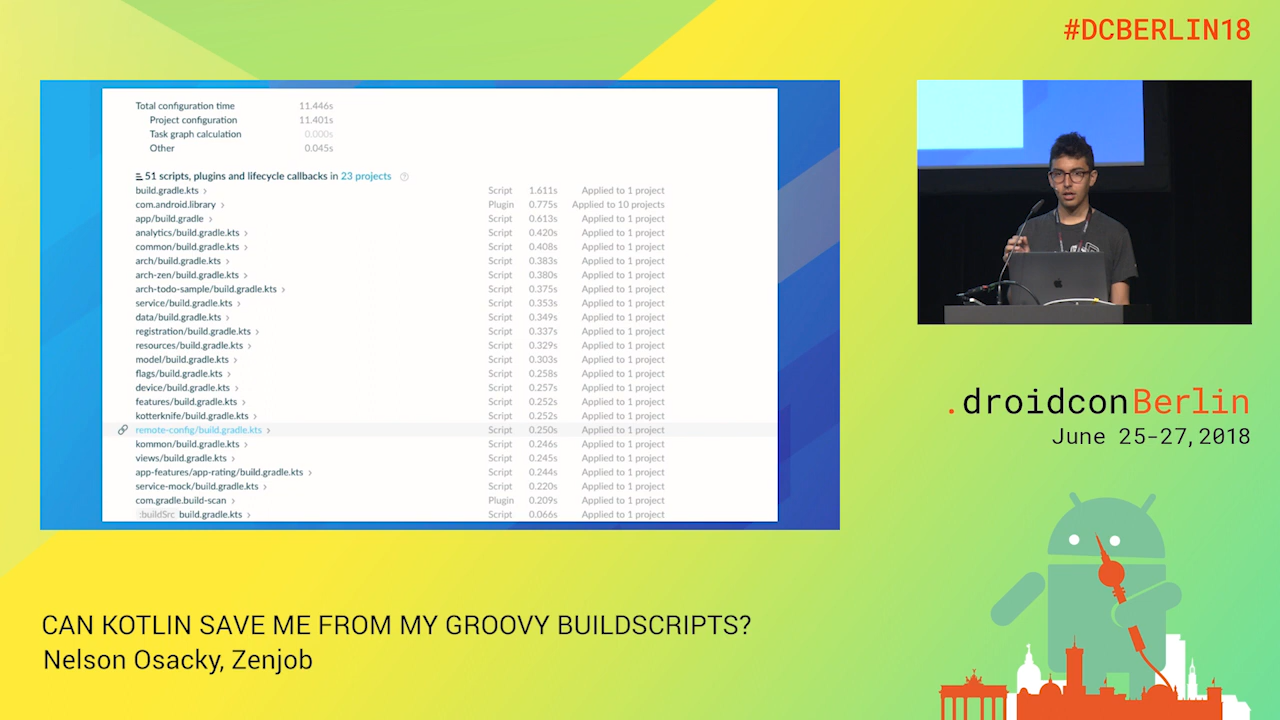 #DCBERLIN18
Total configuration time 11.446s
Project configuration 11.401s
Task graph calculation 0.000s
Other 0.045s
51 scripts, plugins and lifecycle callbacks in 23 projects
build.gradle.kts Script 1.611s Applied to 1 project
com.android.library Plugin 0.775s Applied to 10 projects
app/build.gradle Script 0.613s Applied to 1 project
analytics/build.gradle.kts Script 0.420s Applied to 1 project
common/build.gradle.kts Script 0.408s Applied to 1 project
arch/build.gradle.kts Script 0.383s Applied to 1 project
arch-zen/build.gradle.kts Script 0.380s Applied to 1 project
arch-todo-sample/build.gradle.kts Script 0.375s Applied to 1 project
service/build.gradle.kts Script 0.353s Applied to 1 project
data/build.gradle.kts Script 0.349s Applied to 1 project
registration/build.gradle.kts Script 0.337s Applied to 1 project
resources/build.gradle.kts Script 0.329s Applied to 1 project
model/build.gradle.kts Script 0.303s Applied to 1 project
flags/build.gradle.kts Script 0.258s Applied to 1 project
device/build.gradle.kts Script 0.257s Applied to 1 project
features/build.gradle.kts Script 0.252s Applied to 1 project
kotterknife/build.gradle.kts Script 0.252s Applied to 1 project
remote-config/build.gradle.kts Script 0.250s Applied to 1 project
kommon/build.gradle.kts Script 0.246s Applied to 1 project
views/build.gradle.kts Script 0.245s Applied to 1 project
app-features/app-rating/build.gradle.kts Script 0.244s Applied to 1 project
service-mock/build.gradle.kts Script 0.220s Applied to 1 project
com.gradle.build-scan Plugin 0.209s Applied to 1 project
:buildSrc build.gradle.kts Script 0.066s Applied to 1 project
.droidconBerlin
June 25-27, 2018
CAN KOTLIN SAVE ME FROM MY GROOVY BUILDSCRIPTS?
Nelson Osacky, Zenjob